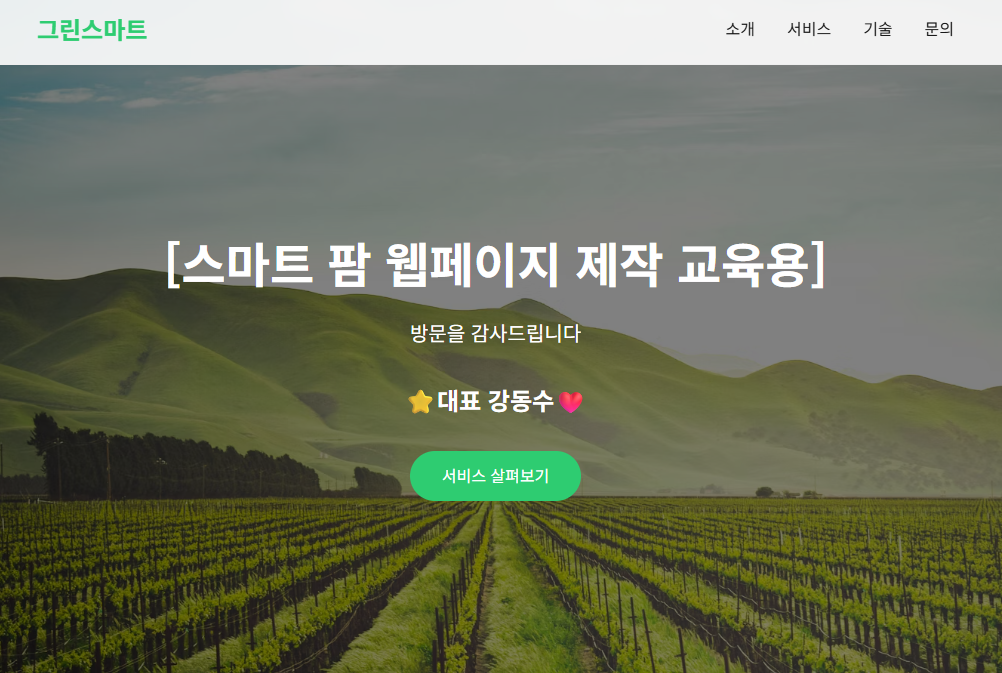 그린스마트
소개 서비스 기술 문의
[스마트 팜 웹페이지 제작 교육용]
방문을 감사드립니다
⭐대표 강동수💖
서비스 살펴보기